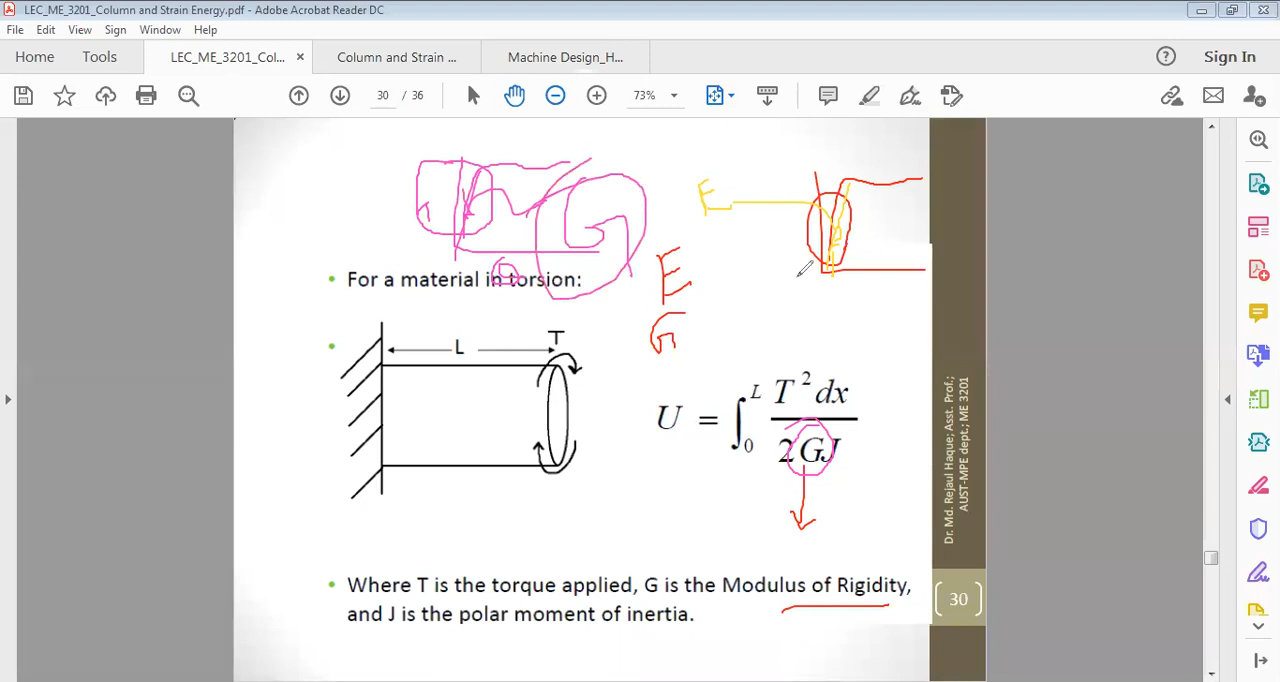 LEC_ME_3201_Column and Strain Energy.pdf - Adobe Acrobat Reader DC
File Edit View Sign Window Help
Home Tools LEC_ME_3201_Col... × Column and Strain ... Machine Design_H... Sign In
30 / 36 73%
E
• For a material in torsion:
E
G
L T
U = ∫₀ᴸ T² dx / 2GJ
• Where T is the torque applied, G is the Modulus of Rigidity,
and J is the polar moment of inertia.
Dr. Md. Rejaul Haque; Asst. Prof.;
AUST-MPE dept.; ME 3201
30